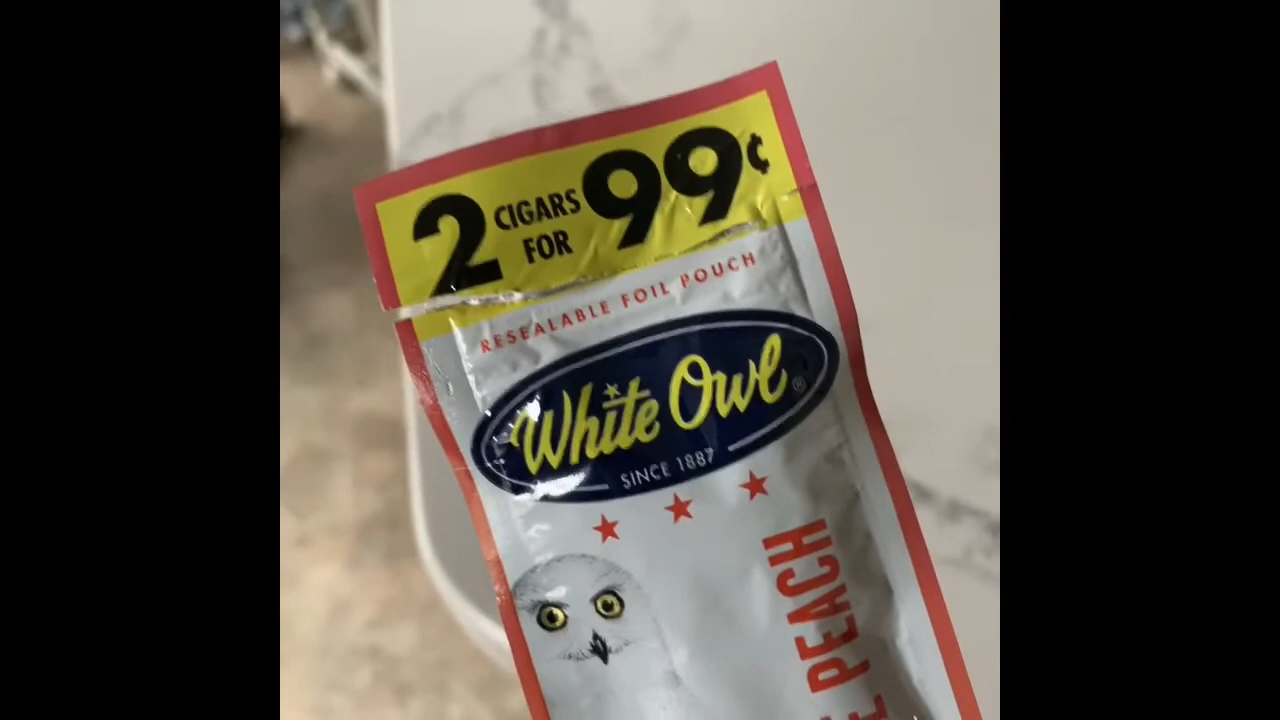 2 CIGARS FOR 99¢
RESEALABLE FOIL POUCH
White Owl®
SINCE 1887
PEACH